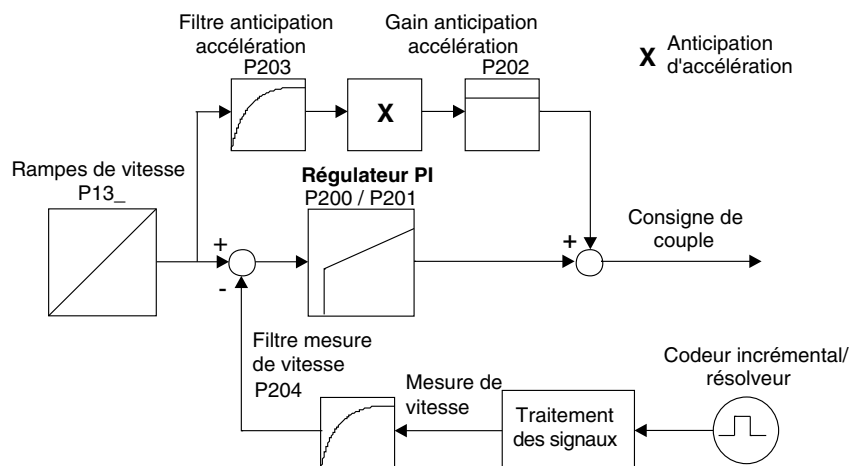 Filtre anticipation
accélération
P203
Gain anticipation
accélération
P202
X Anticipation
d'accélération
X
Rampes de vitesse
P13_
Régulateur PI
P200 / P201
Consigne de
couple
+
-
+
Filtre mesure
de vitesse
P204
Mesure de
vitesse
Traitement
des signaux
Codeur incrémental/
résolveur